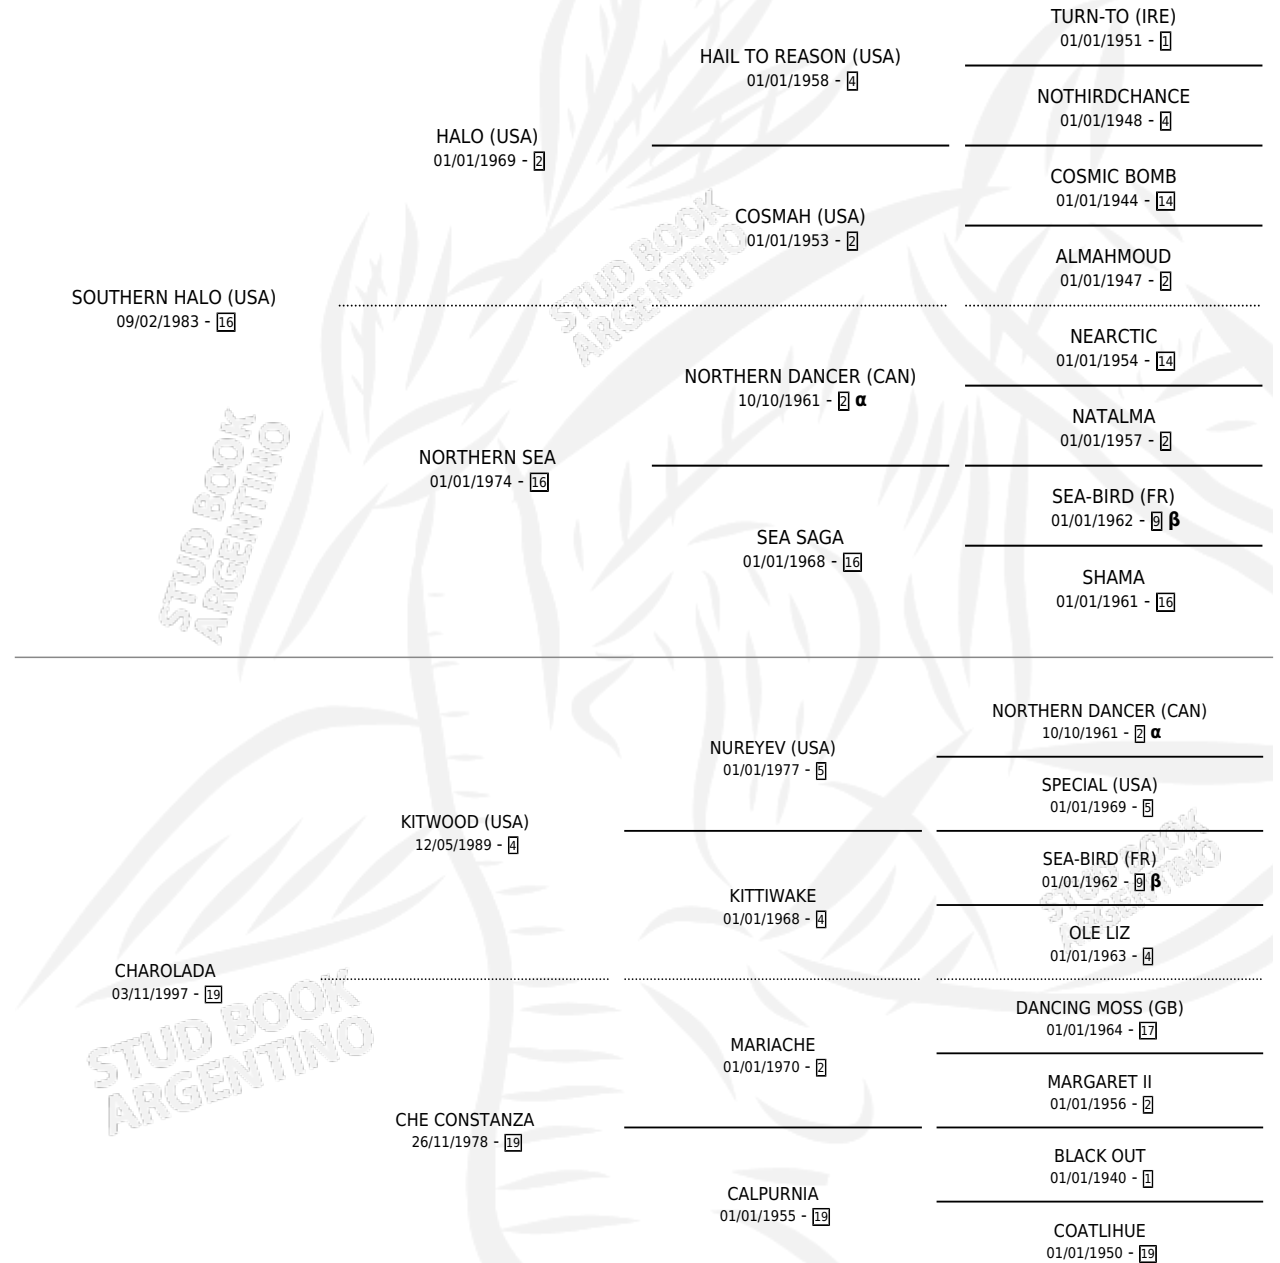 TURN-TO (IRE)
01/01/1951 - 1
HAIL TO REASON (USA)
01/01/1958 - 4
NOTHIRDCHANCE
01/01/1948 - 4
HALO (USA)
01/01/1969 - 2
COSMIC BOMB
01/01/1944 - 14
COSMAH (USA)
01/01/1953 - 2
ALMAHMOUD
01/01/1947 - 2
SOUTHERN HALO (USA)
09/02/1983 - 16
NEARCTIC
01/01/1954 - 14
NORTHERN DANCER (CAN)
10/10/1961 - 2 α
NATALMA
01/01/1957 - 2
NORTHERN SEA
01/01/1974 - 16
SEA-BIRD (FR)
01/01/1962 - 9 β
SEA SAGA
01/01/1968 - 16
SHAMA
01/01/1961 - 16
STUD BOOK
ARGENTINO
STUD BOOK
ARGENTINO
NORTHERN DANCER (CAN)
10/10/1961 - 2 α
NUREYEV (USA)
01/01/1977 - 5
SPECIAL (USA)
01/01/1969 - 5
KITWOOD (USA)
12/05/1989 - 4
SEA-BIRD (FR)
01/01/1962 - 9 β
KITTIWAKE
01/01/1968 - 4
OLE LIZ
01/01/1963 - 4
CHAROLADA
03/11/1997 - 19
DANCING MOSS (GB)
01/01/1964 - 17
MARIACHE
01/01/1970 - 2
MARGARET II
01/01/1956 - 2
CHE CONSTANZA
26/11/1978 - 19
BLACK OUT
01/01/1940 - 1
CALPURNIA
01/01/1955 - 19
COATLIHUE
01/01/1950 - 19
STUD BOOK
ARGENTINO
STUD BOOK
ARGENTINO